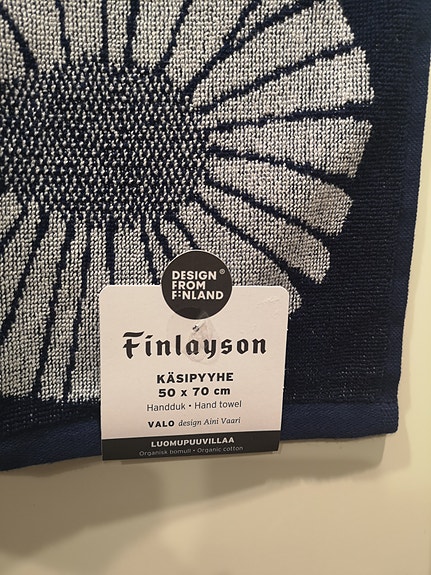 DESIGN®
FROM
FINLAND
Finlayson
KÄSIPYYHE
50 x 70 cm
Handduk • Hand towel
VALO design Aini Vaari
LUOMUPUUVILLAA
Organisk bomull • Organic cotton